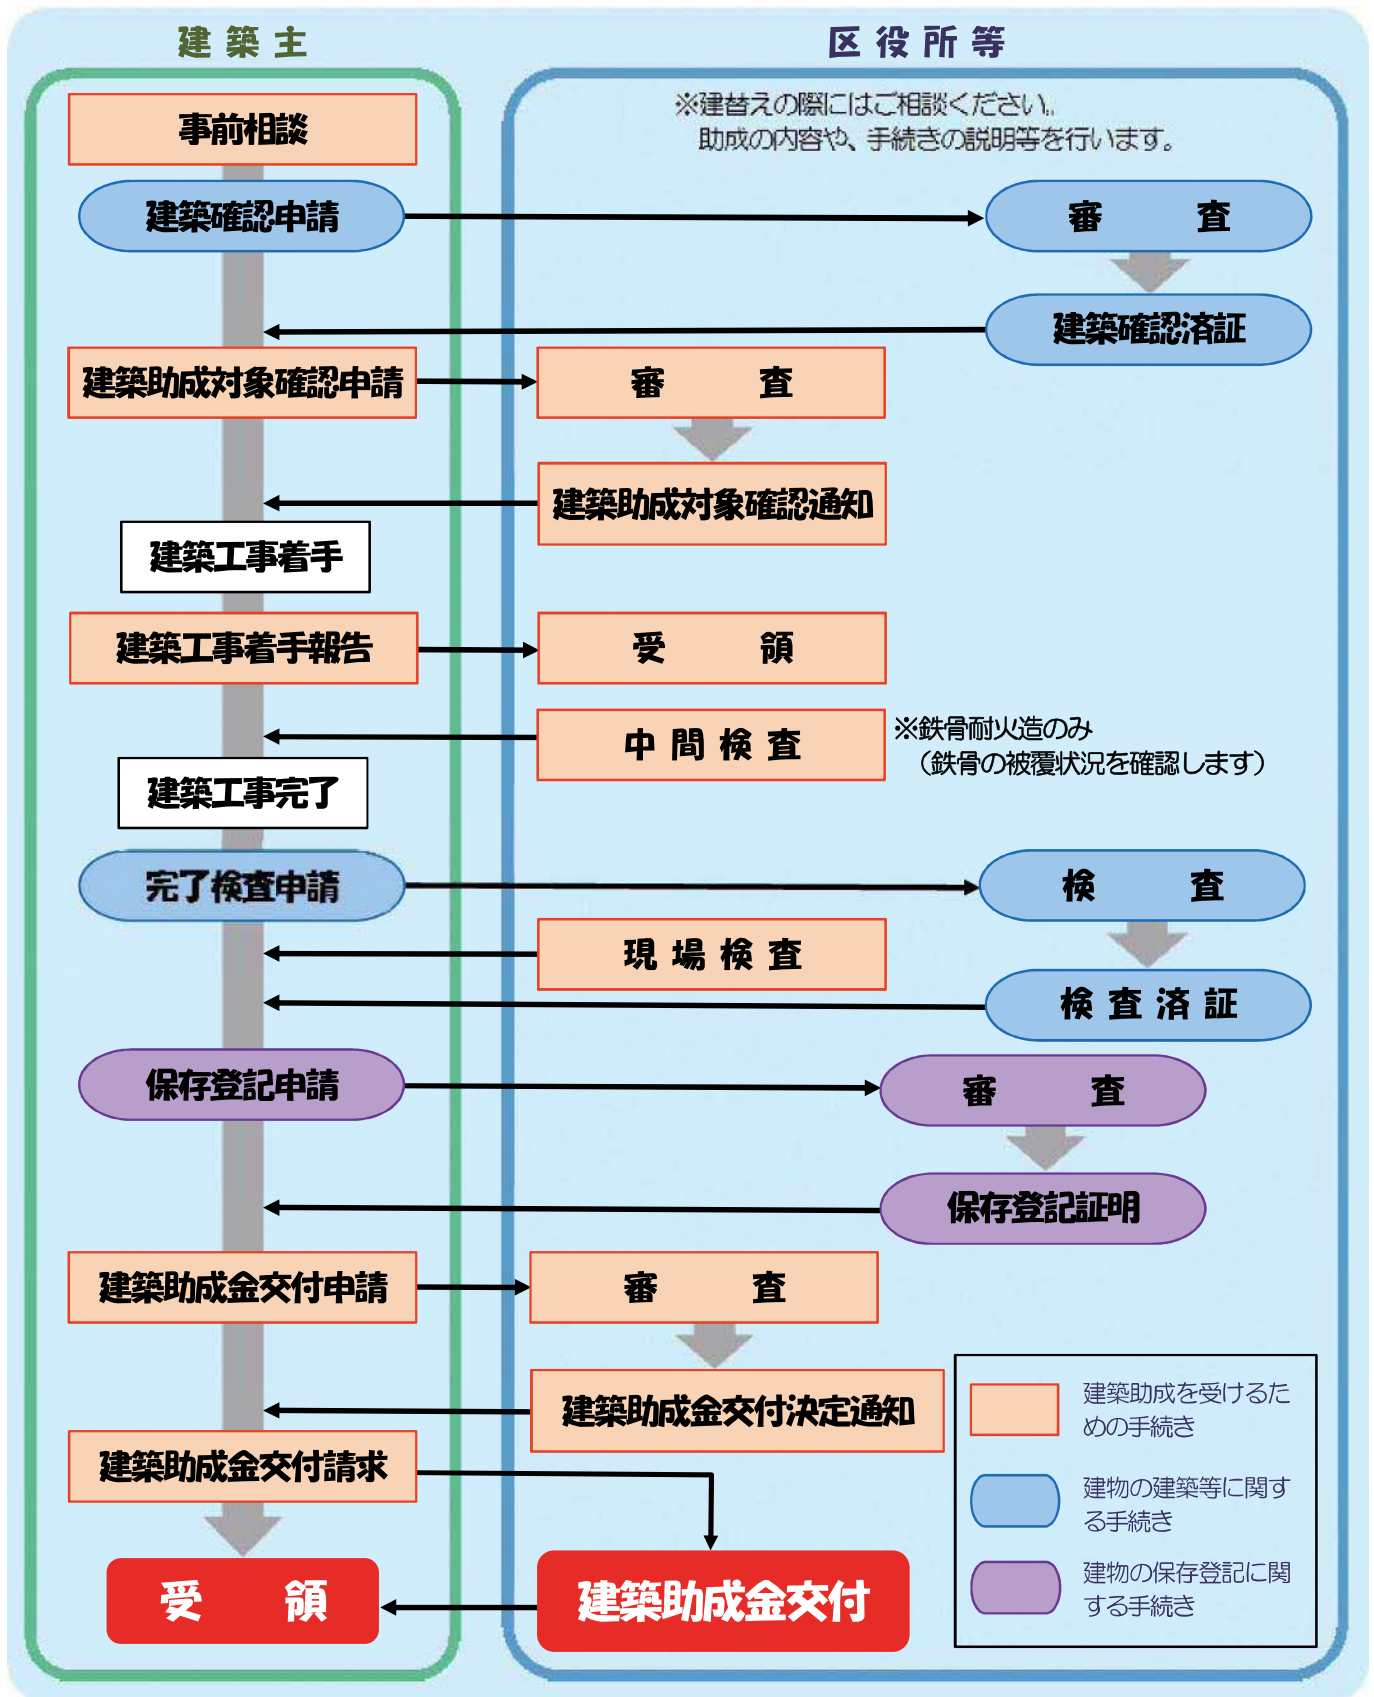 建築主
区役所等
事前相談
※建替えの際にはご相談ください。
助成の内容や、手続きの説明等を行います。
建築確認申請
審査
建築確認済証
建築助成対象確認申請
審査
建築助成対象確認通知
建築工事着手
建築工事着手報告
受領
中間検査
※鉄骨耐火造のみ
（鉄骨の被覆状況を確認します）
建築工事完了
完了検査申請
検査
現場検査
検査済証
保存登記申請
審査
保存登記証明
建築助成金交付申請
審査
建築助成金交付決定通知
建築助成金交付請求
受領
建築助成金交付
建築助成を受けるた
めの手続き
建物の建築等に関す
る手続き
建物の保存登記に関
する手続き